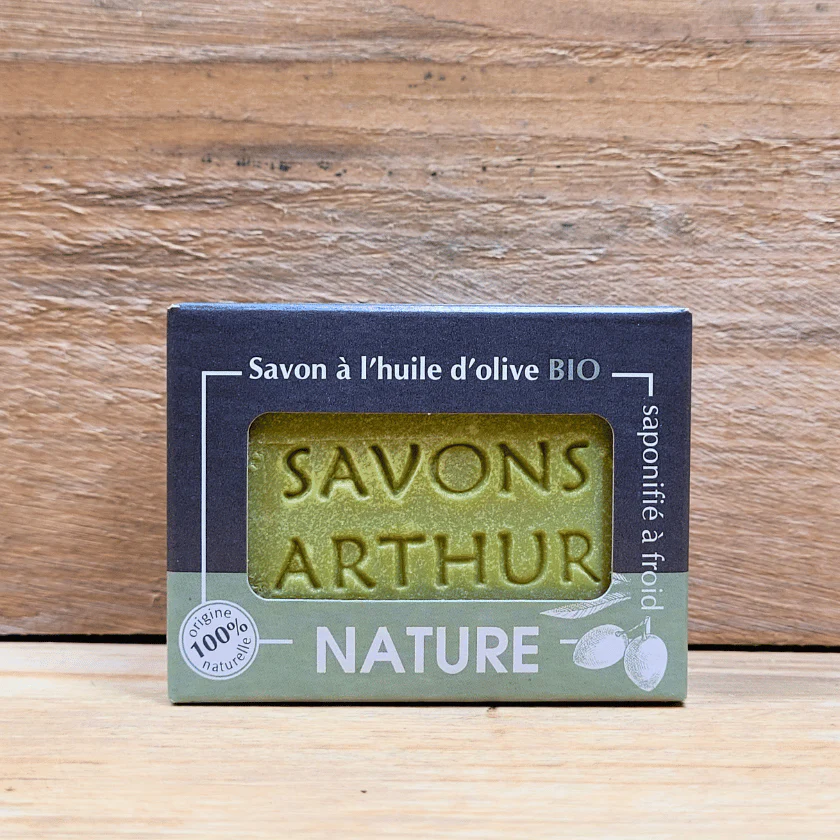 Savon à l'huile d'olive BIO
saponifié à froid
SAVONS
ARTHUR
origine
100%
naturelle
NATURE